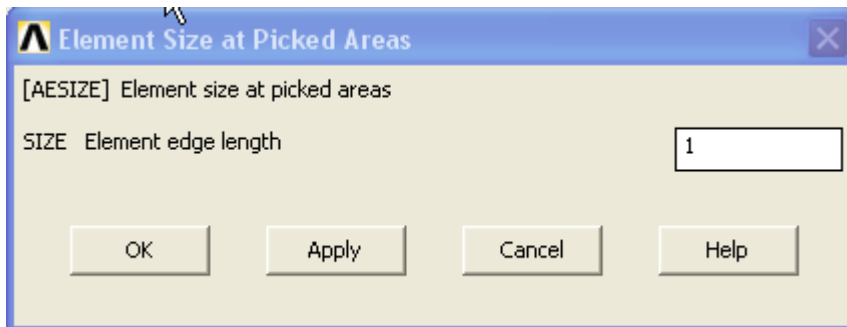 Element Size at Picked Areas
[AESIZE] Element size at picked areas
SIZE Element edge length 1
OK Apply Cancel Help